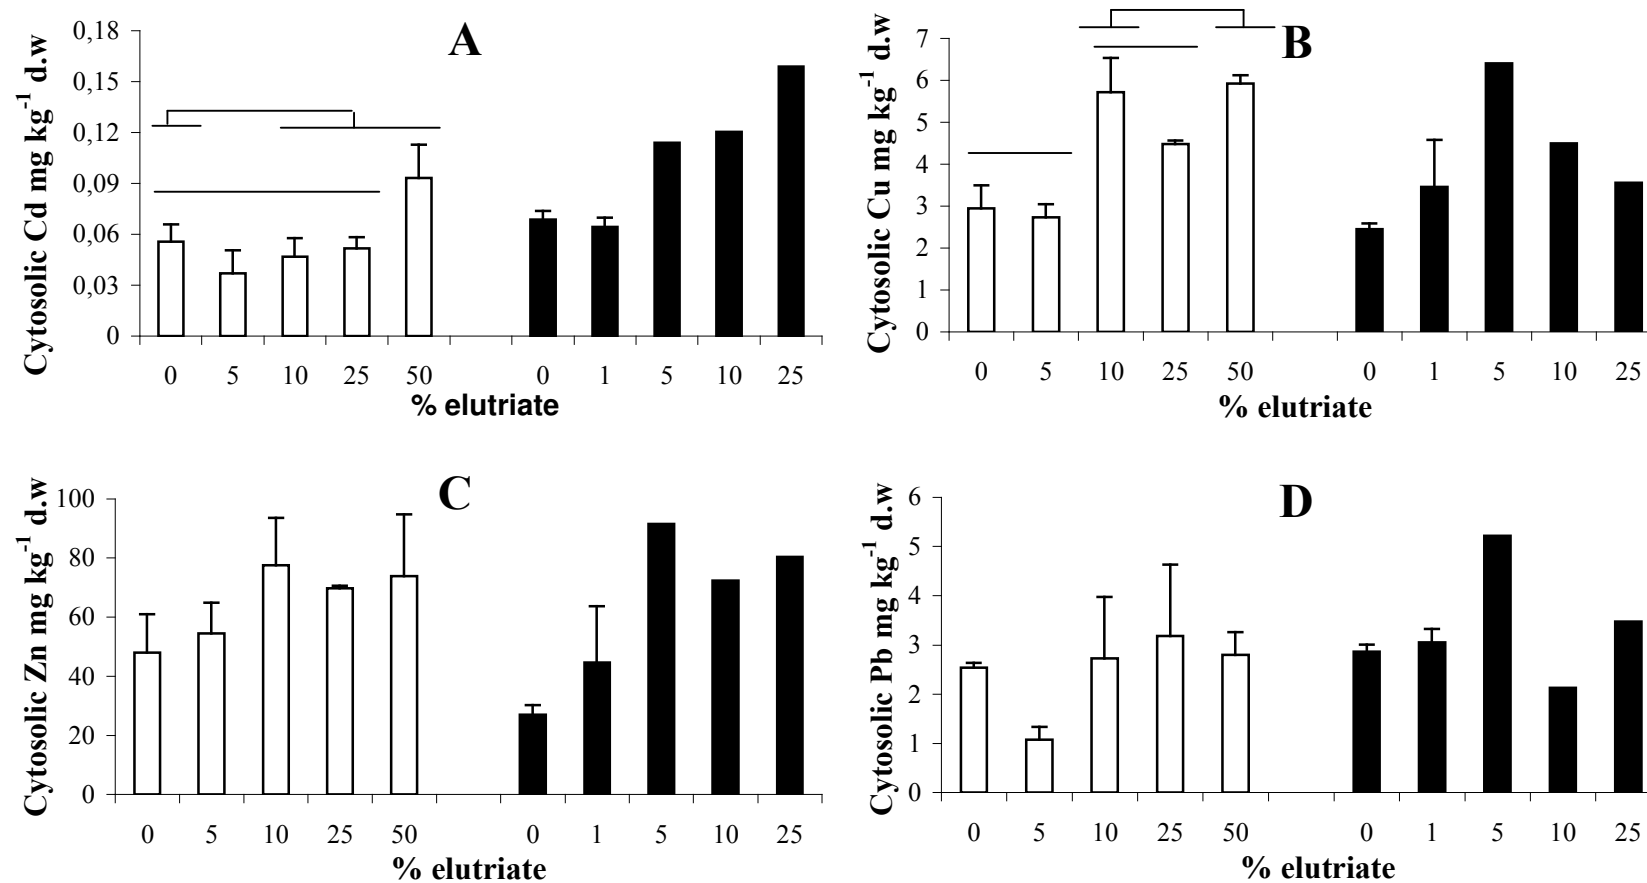 A
Cytosolic Cd mg kg-1 d.w
0,18
0,15
0,12
0,09
0,06
0,03
0
0 5 10 25 50 0 1 5 10 25
% elutriate
B
Cytosolic Cu mg kg-1 d.w
7
6
5
4
3
2
1
0
0 5 10 25 50 0 1 5 10 25
% elutriate
C
Cytosolic Zn mg kg-1 d.w
100
80
60
40
20
0
0 5 10 25 50 0 1 5 10 25
% elutriate
D
Cytosolic Pb mg kg-1 d.w
6
5
4
3
2
1
0
0 5 10 25 50 0 1 5 10 25
% elutriate